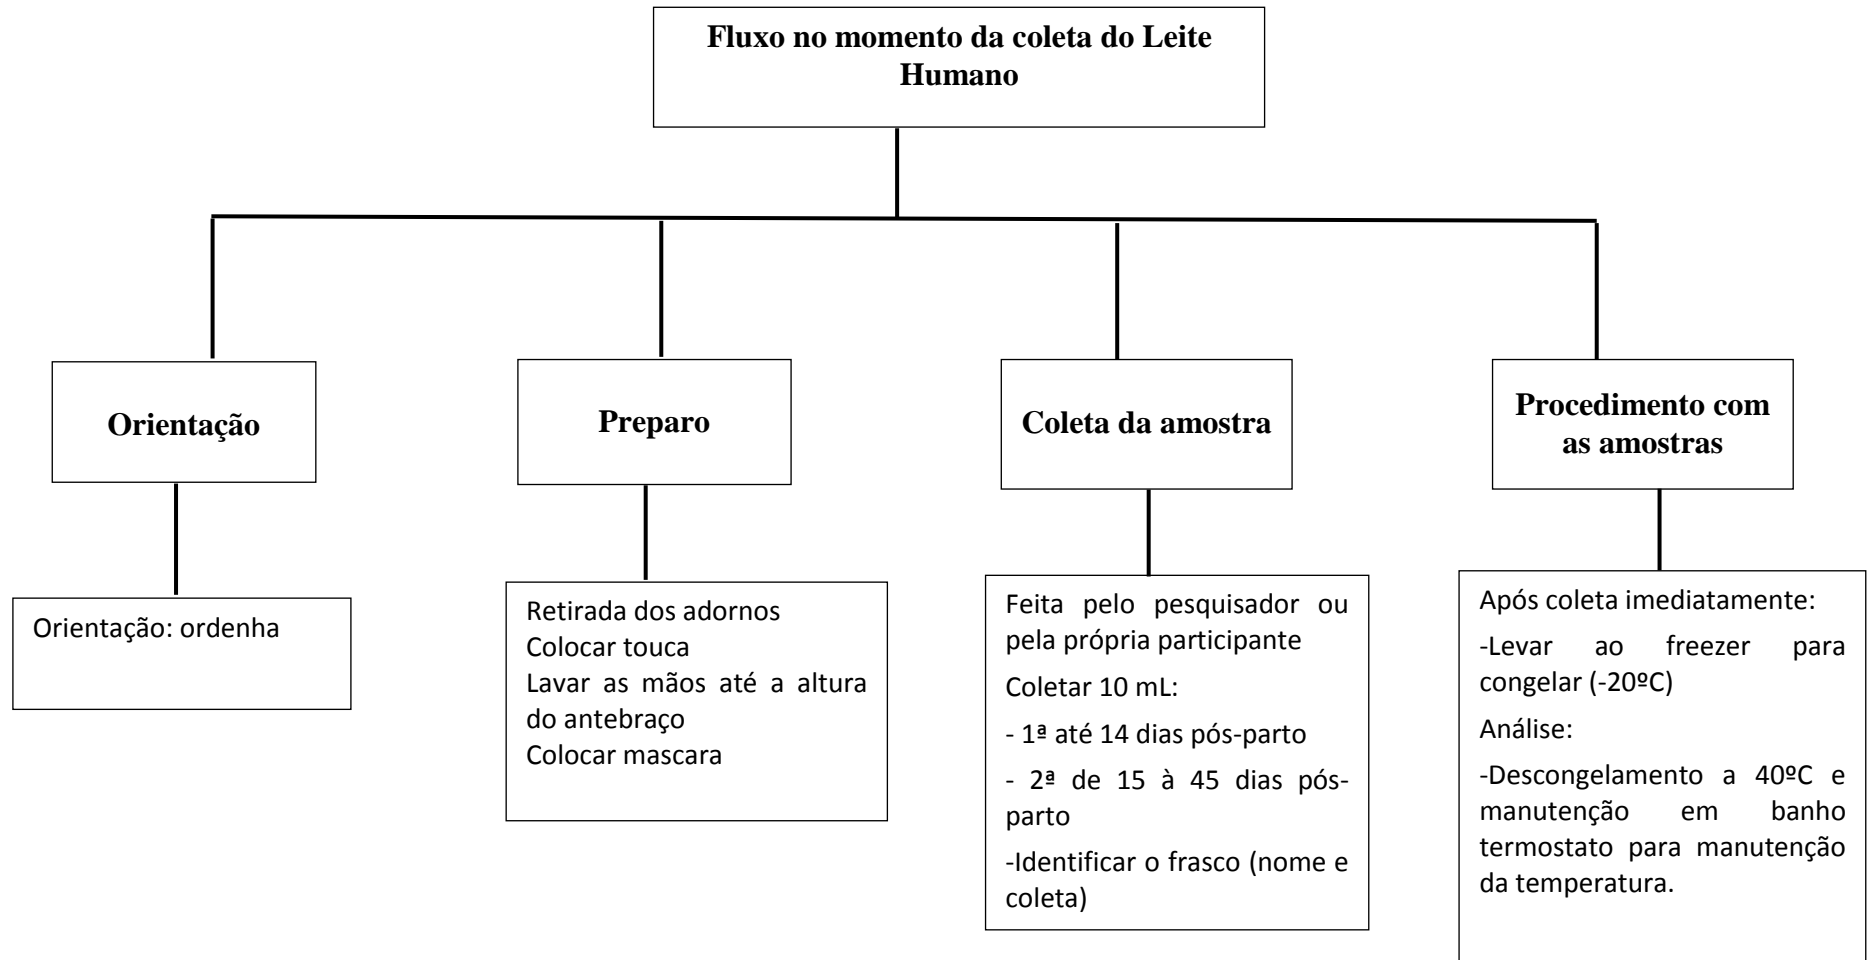 Fluxo no momento da coleta do Leite
Humano
Orientação
Preparo
Coleta da amostra
Procedimento com
as amostras
Orientação: ordenha
Retirada dos adornos
Colocar touca
Lavar as mãos até a altura
do antebraço
Colocar mascara
Feita pelo pesquisador ou
pela própria participante
Coletar 10 mL:
- 1ª até 14 dias pós-parto
- 2ª de 15 à 45 dias pós-
parto
-Identificar o frasco (nome e
coleta)
Após coleta imediatamente:
-Levar ao freezer para
congelar (-20ºC)
Análise:
-Descongelamento a 40ºC e
manutenção em banho
termostato para manutenção
da temperatura.